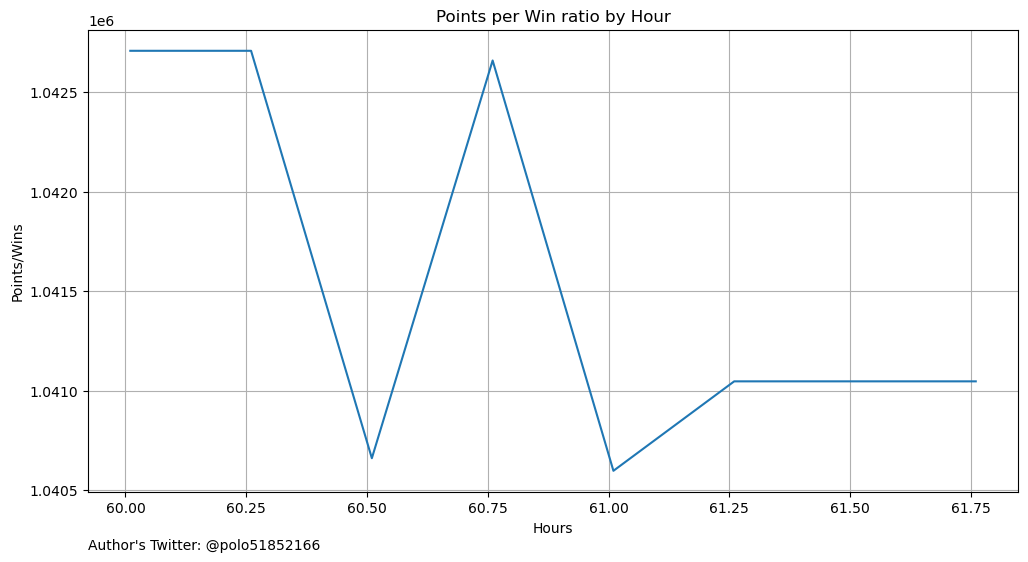 Points per Win ratio by Hour
1e6
1.0425
1.0420
1.0415
1.0410
1.0405
Points/Wins
60.00 60.25 60.50 60.75 61.00 61.25 61.50 61.75
Hours
Author's Twitter: @polo51852166